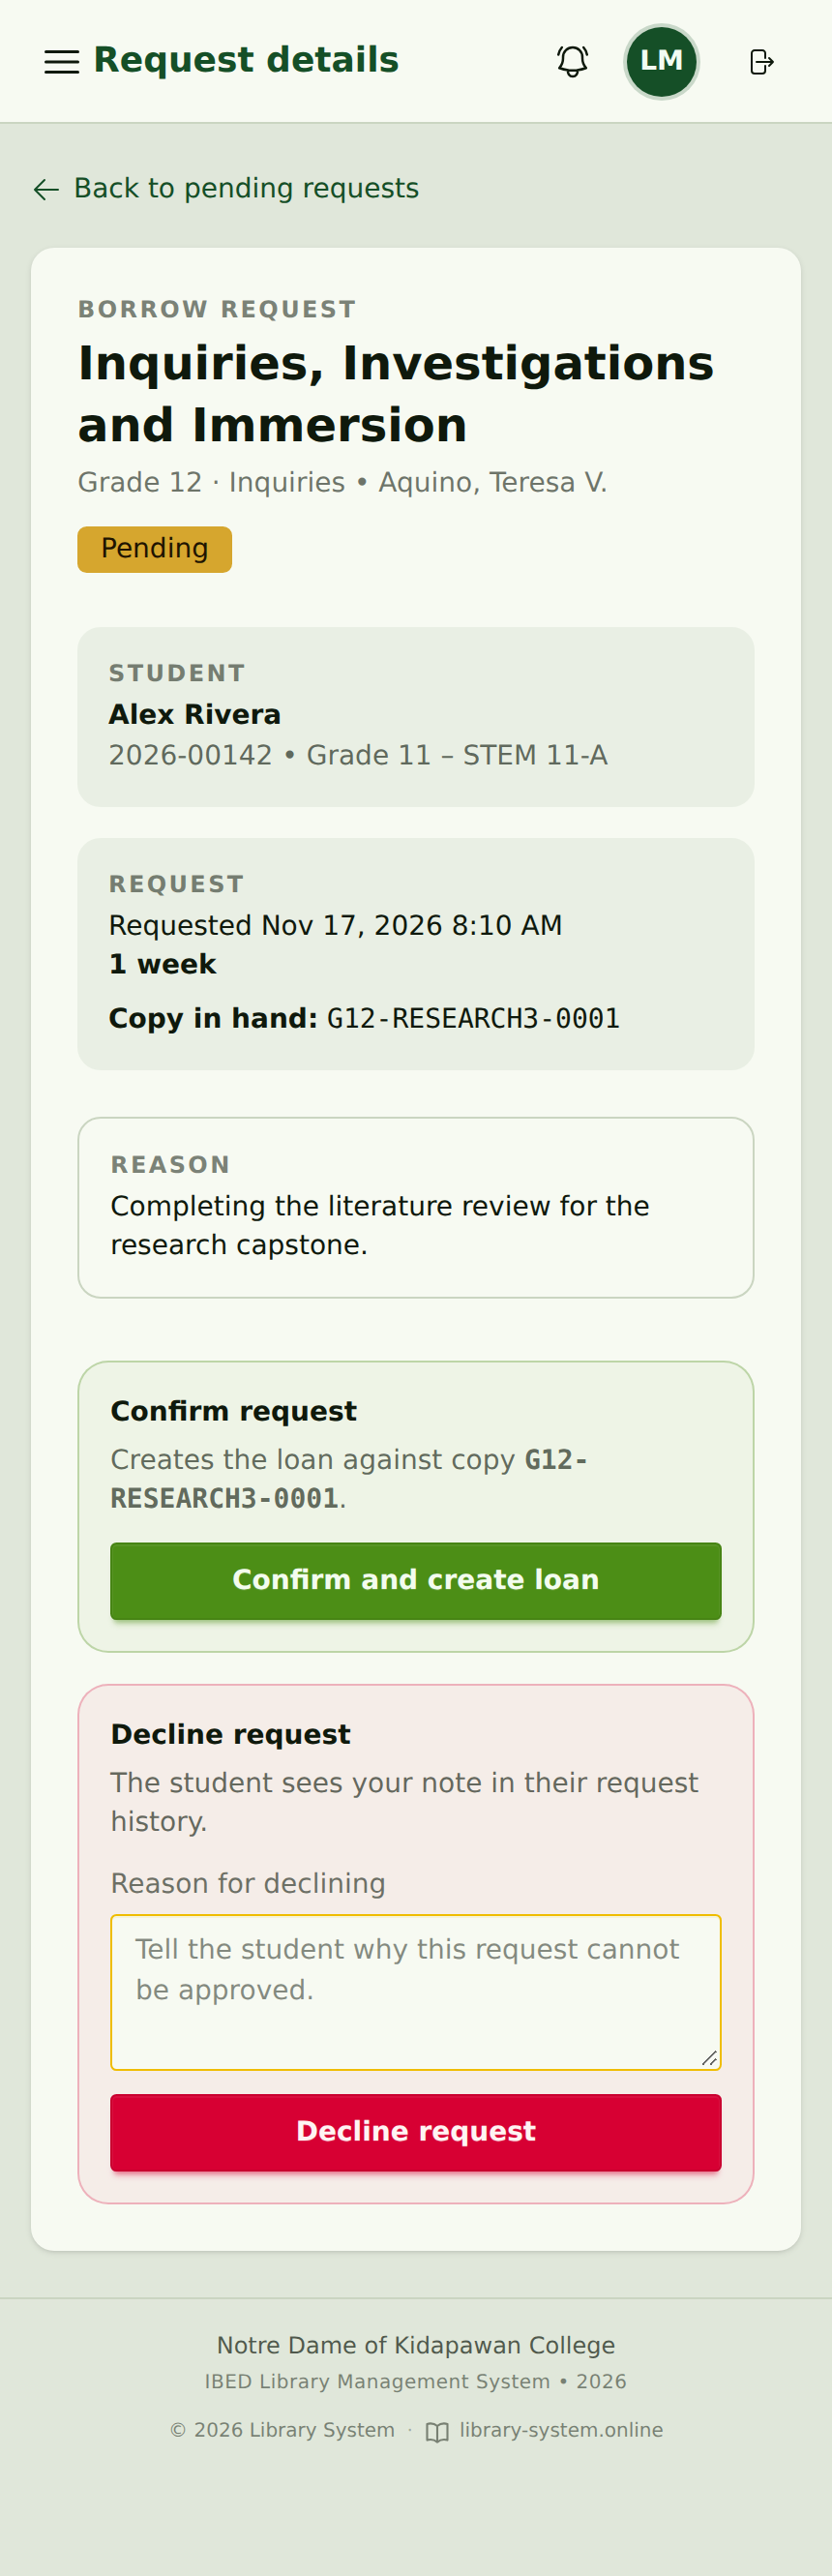 Request details
LM
Back to pending requests
BORROW REQUEST
Inquiries, Investigations
and Immersion
Grade 12 · Inquiries • Aquino, Teresa V.
Pending
STUDENT
Alex Rivera
2026-00142 • Grade 11 – STEM 11-A
REQUEST
Requested Nov 17, 2026 8:10 AM
1 week
Copy in hand: G12-RESEARCH3-0001
REASON
Completing the literature review for the
research capstone.
Confirm request
Creates the loan against copy G12-
RESEARCH3-0001.
Confirm and create loan
Decline request
The student sees your note in their request
history.
Reason for declining
Tell the student why this request cannot
be approved.
Decline request
Notre Dame of Kidapawan College
IBED Library Management System • 2026
© 2026 Library System · library-system.online